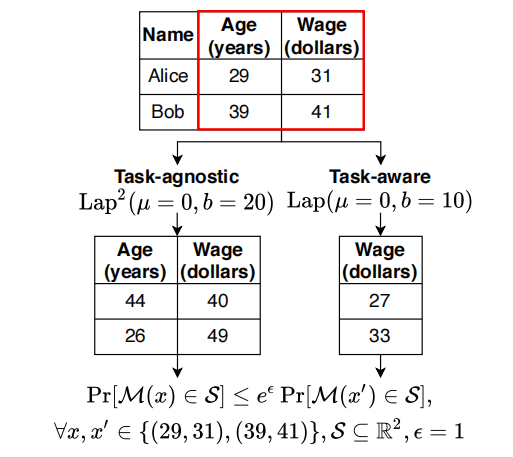 Name Age (years) Wage (dollars)
Alice 29 31
Bob 39 41
Task-agnostic Task-aware
Lap²(μ = 0, b = 20) Lap(μ = 0, b = 10)
Age (years) Wage (dollars) Wage (dollars)
44 40 27
26 49 33
Pr[ℳ(x) ∈ 𝒮] ≤ e^ϵ Pr[ℳ(x′) ∈ 𝒮],
∀x, x′ ∈ {(29, 31), (39, 41)}, 𝒮 ⊆ ℝ², ϵ = 1